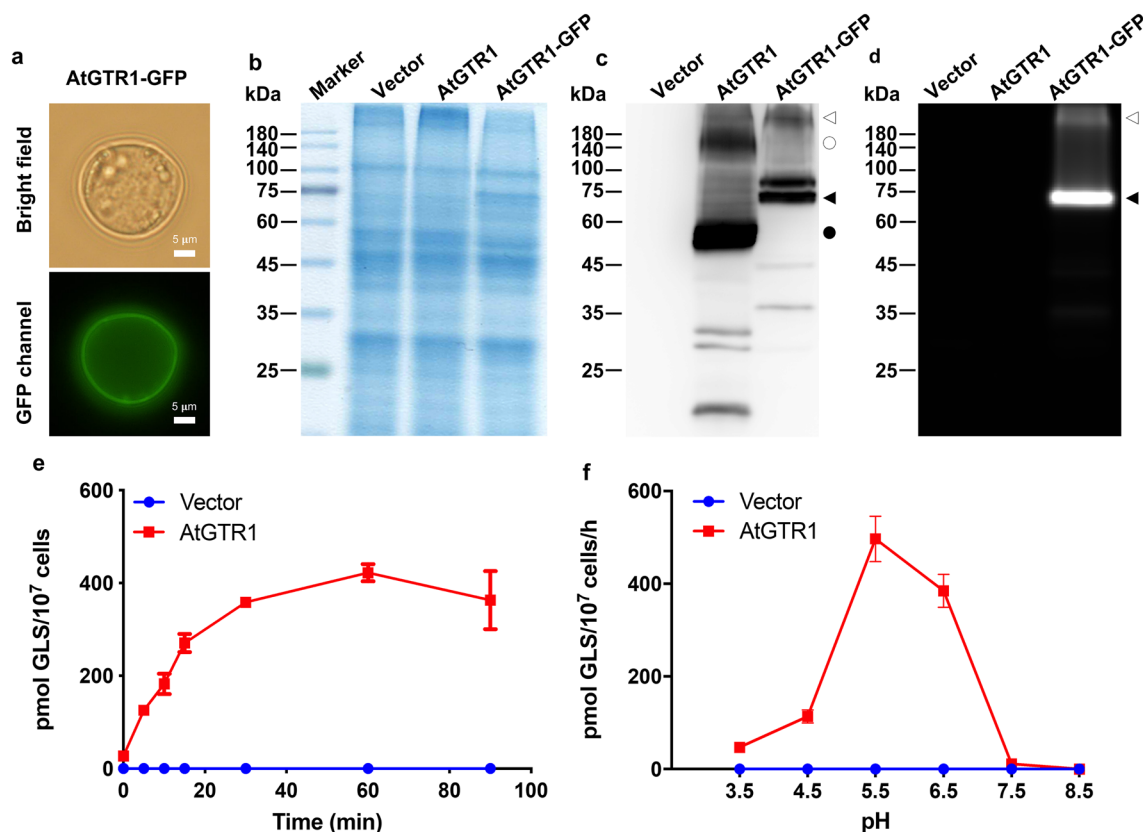 a
AtGTR1-GFP
Bright field
5 µm
GFP channel
5 µm
b
kDa
Marker
Vector
AtGTR1
AtGTR1-GFP
180
140
100
75
60
45
35
25
c
kDa
Vector
AtGTR1
AtGTR1-GFP
180
140
100
75
60
45
35
25
d
kDa
Vector
AtGTR1
AtGTR1-GFP
180
140
100
75
60
45
35
25
e
Vector
AtGTR1
pmol GLS/10⁷ cells
600
400
200
0
0 20 40 60 80 100
Time (min)
f
Vector
AtGTR1
pmol GLS/10⁷ cells/h
600
400
200
0
3.5 4.5 5.5 6.5 7.5 8.5
pH